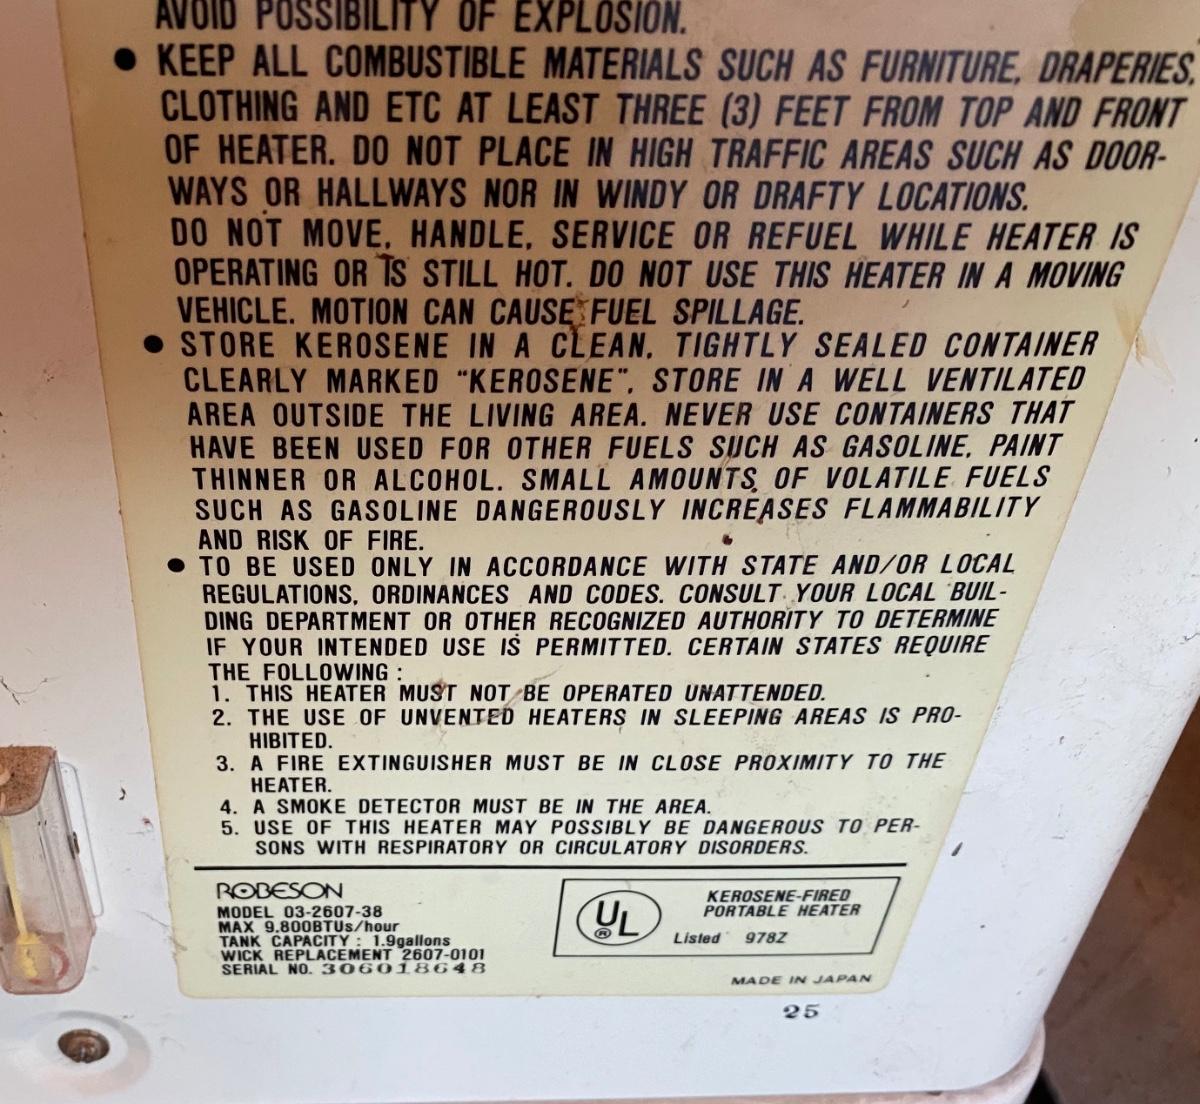 AVOID POSSIBILITY OF EXPLOSION.
● KEEP ALL COMBUSTIBLE MATERIALS SUCH AS FURNITURE, DRAPERIES,
CLOTHING AND ETC AT LEAST THREE (3) FEET FROM TOP AND FRONT
OF HEATER. DO NOT PLACE IN HIGH TRAFFIC AREAS SUCH AS DOOR-
WAYS OR HALLWAYS NOR IN WINDY OR DRAFTY LOCATIONS.
DO NOT MOVE, HANDLE, SERVICE OR REFUEL WHILE HEATER IS
OPERATING OR IS STILL HOT. DO NOT USE THIS HEATER IN A MOVING
VEHICLE. MOTION CAN CAUSE FUEL SPILLAGE.
● STORE KEROSENE IN A CLEAN, TIGHTLY SEALED CONTAINER
CLEARLY MARKED "KEROSENE", STORE IN A WELL VENTILATED
AREA OUTSIDE THE LIVING AREA. NEVER USE CONTAINERS THAT
HAVE BEEN USED FOR OTHER FUELS SUCH AS GASOLINE, PAINT
THINNER OR ALCOHOL. SMALL AMOUNTS OF VOLATILE FUELS
SUCH AS GASOLINE DANGEROUSLY INCREASES FLAMMABILITY
AND RISK OF FIRE.
● TO BE USED ONLY IN ACCORDANCE WITH STATE AND/OR LOCAL
REGULATIONS, ORDINANCES AND CODES. CONSULT YOUR LOCAL BUIL-
DING DEPARTMENT OR OTHER RECOGNIZED AUTHORITY TO DETERMINE
IF YOUR INTENDED USE IS PERMITTED. CERTAIN STATES REQUIRE
THE FOLLOWING :
1. THIS HEATER MUST NOT BE OPERATED UNATTENDED.
2. THE USE OF UNVENTED HEATERS IN SLEEPING AREAS IS PRO-
HIBITED.
3. A FIRE EXTINGUISHER MUST BE IN CLOSE PROXIMITY TO THE
HEATER.
4. A SMOKE DETECTOR MUST BE IN THE AREA.
5. USE OF THIS HEATER MAY POSSIBLY BE DANGEROUS TO PER-
SONS WITH RESPIRATORY OR CIRCULATORY DISORDERS.
ROBESON
MODEL 03-2607-38
MAX 9,800BTUs/hour
TANK CAPACITY : 1.9gallons
WICK REPLACEMENT 2607-0101
SERIAL NO. 306018648
UL ®
KEROSENE-FIRED
PORTABLE HEATER
Listed 978Z
MADE IN JAPAN
25